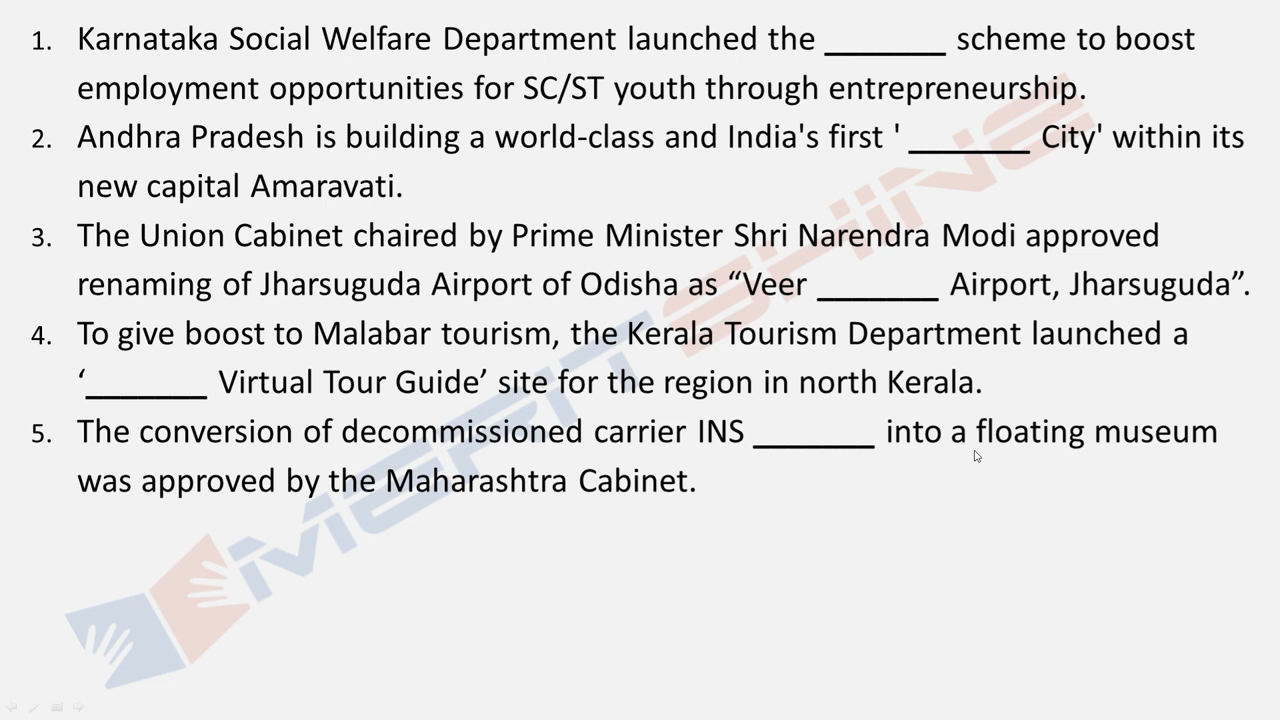 1. Karnataka Social Welfare Department launched the _______ scheme to boost
employment opportunities for SC/ST youth through entrepreneurship.
2. Andhra Pradesh is building a world-class and India's first ' _______ City' within its
new capital Amaravati.
3. The Union Cabinet chaired by Prime Minister Shri Narendra Modi approved
renaming of Jharsuguda Airport of Odisha as “Veer _______ Airport, Jharsuguda”.
4. To give boost to Malabar tourism, the Kerala Tourism Department launched a
‘_______ Virtual Tour Guide’ site for the region in north Kerala.
5. The conversion of decommissioned carrier INS _______ into a floating museum
was approved by the Maharashtra Cabinet.
MERIT SHINE